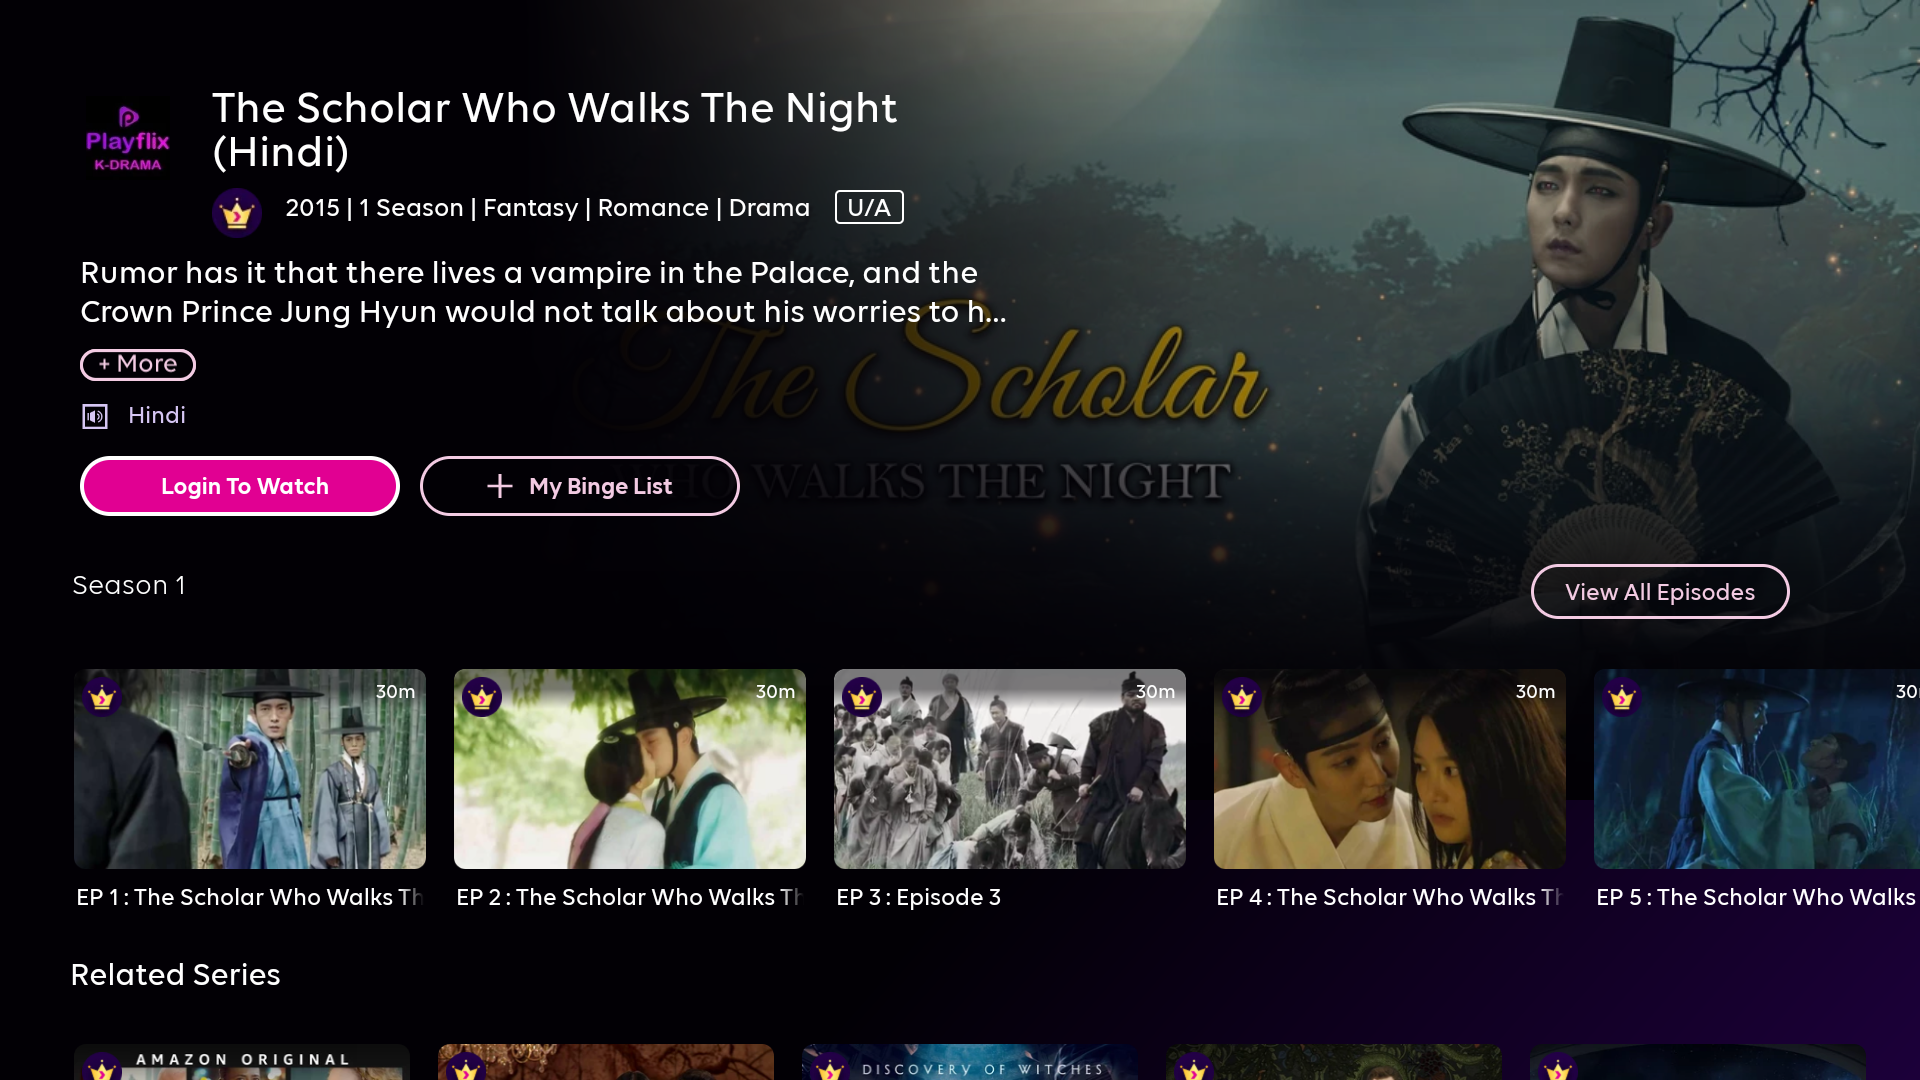 Playflix
K-DRAMA
The Scholar Who Walks The Night
(Hindi)
2015 | 1 Season | Fantasy | Romance | Drama U/A
Rumor has it that there lives a vampire in the Palace, and the
Crown Prince Jung Hyun would not talk about his worries to h...
+ More
Hindi
The Scholar
WHO WALKS THE NIGHT
Login To Watch
+ My Binge List
Season 1
View All Episodes
30m
30m
30m
30m
EP 1 : The Scholar Who Walks
EP 2 : The Scholar Who Walks
EP 3 : Episode 3
EP 4 : The Scholar Who Walks
EP 5 : The Scholar Who Walks
Related Series
AMAZON ORIGINAL
DISCOVERY OF WITCHES